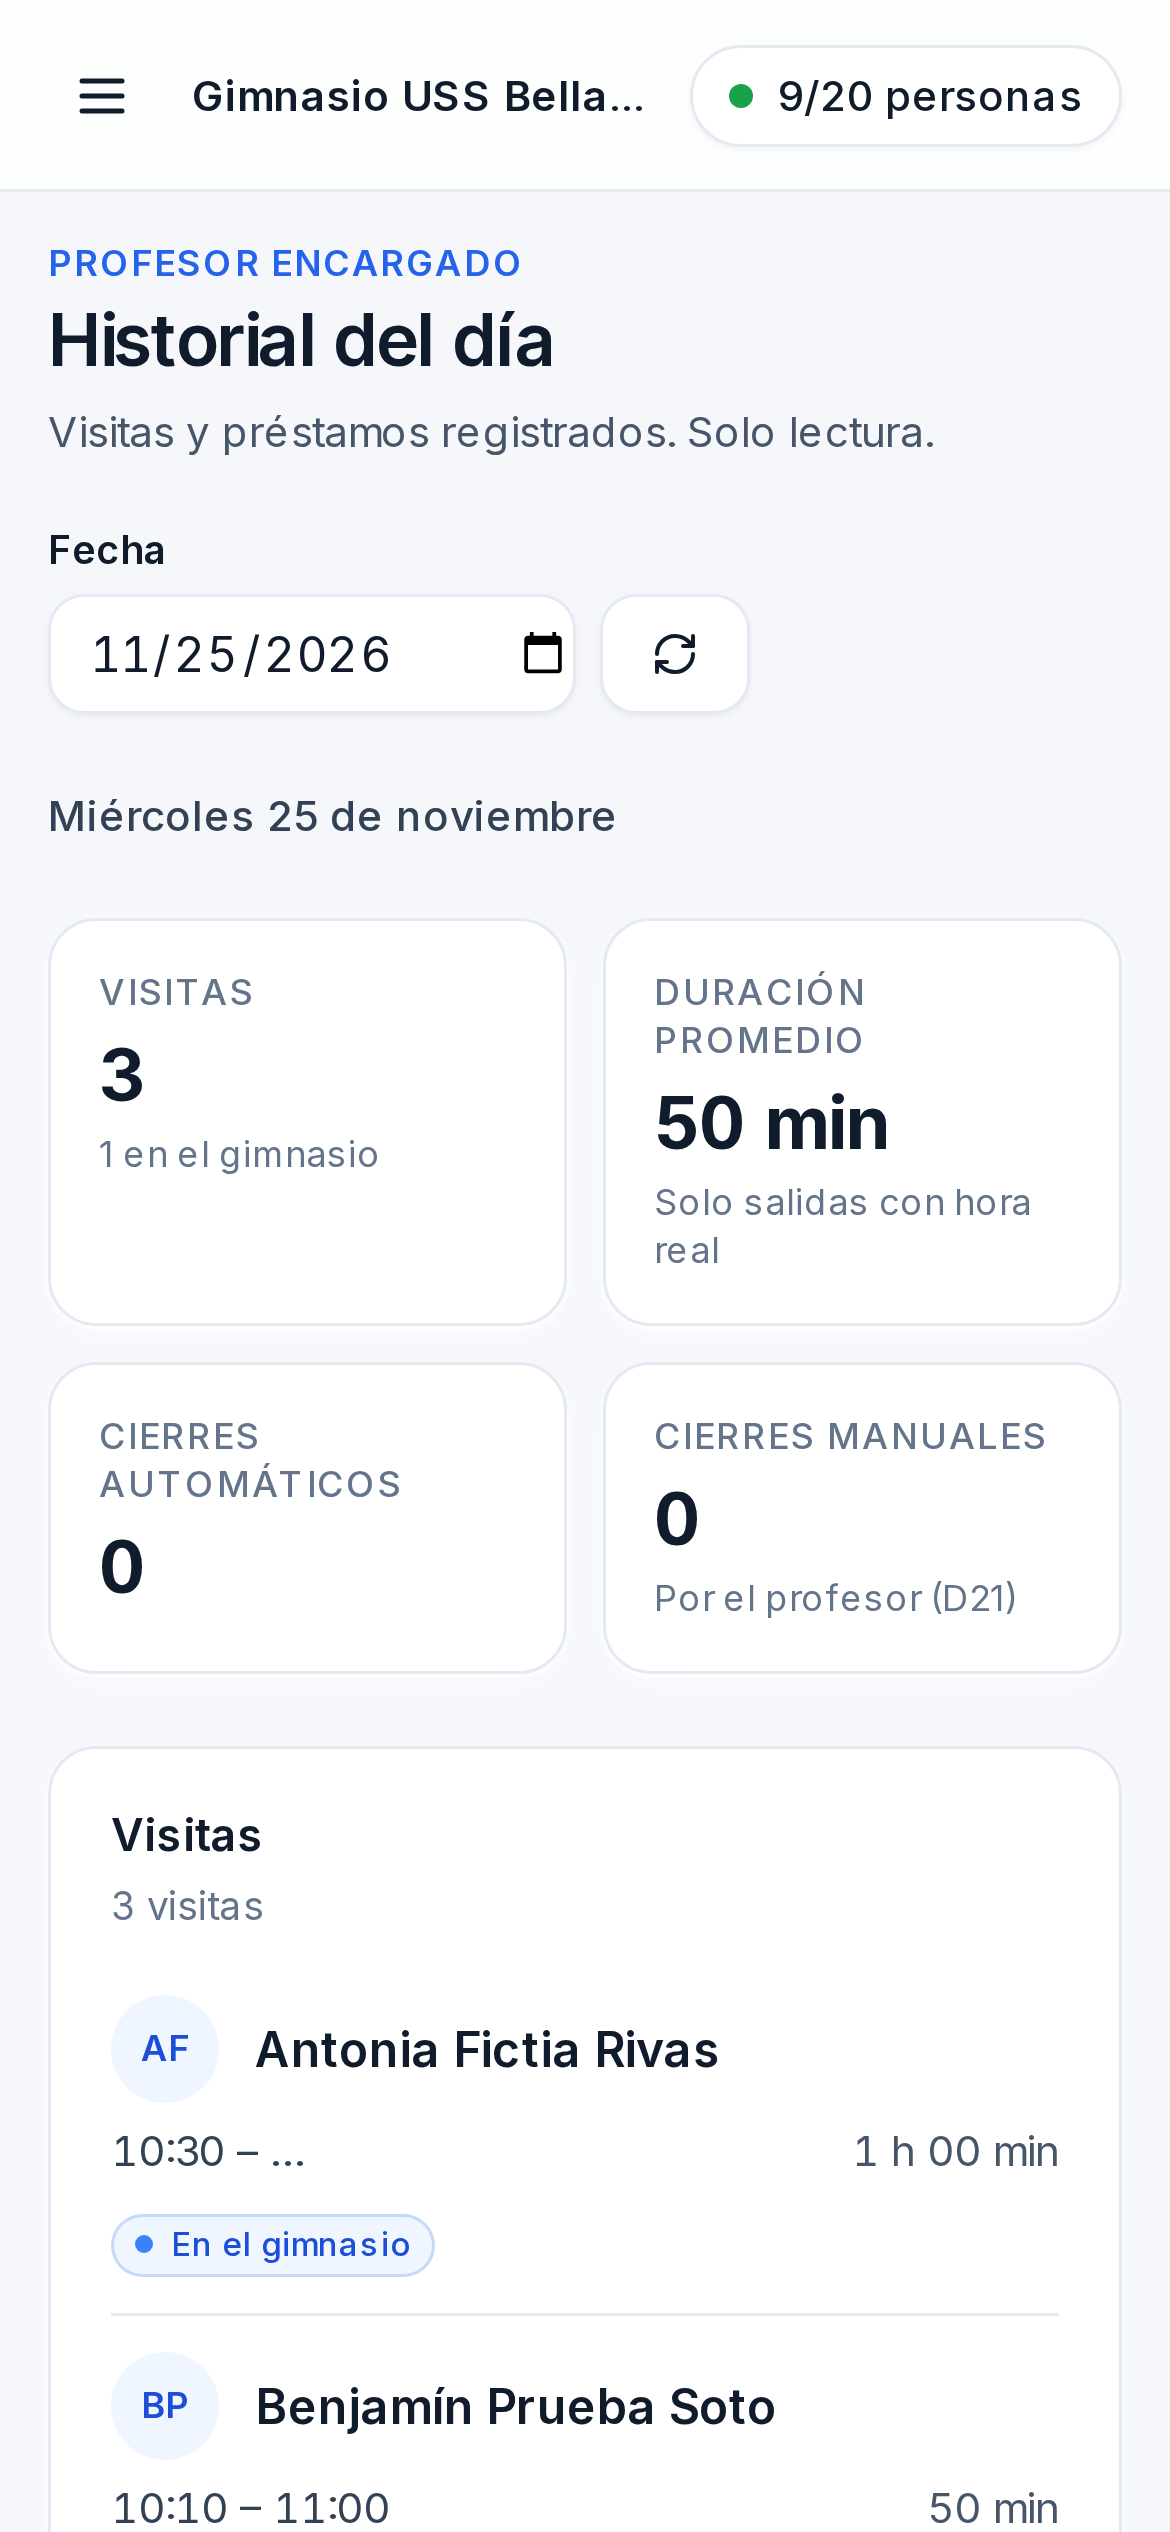 Gimnasio USS Bella...
9/20 personas
PROFESOR ENCARGADO
Historial del día
Visitas y préstamos registrados. Solo lectura.
Fecha
11/25/2026
Miércoles 25 de noviembre
VISITAS
3
1 en el gimnasio
DURACIÓN
PROMEDIO
50 min
Solo salidas con hora
real
CIERRES
AUTOMÁTICOS
0
CIERRES MANUALES
0
Por el profesor (D21)
Visitas
3 visitas
AF
Antonia Fictia Rivas
10:30 – ...
1 h 00 min
En el gimnasio
BP
Benjamín Prueba Soto
10:10 – 11:00
50 min